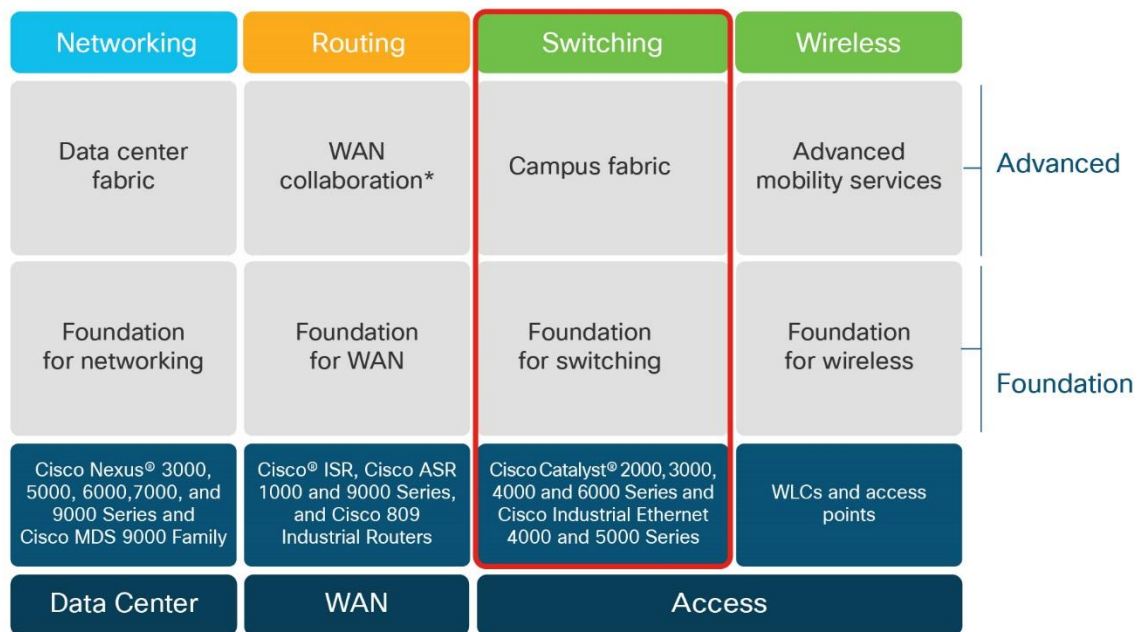 Networking
Routing
Switching
Wireless
Data center
fabric
WAN
collaboration*
Campus fabric
Advanced
mobility services
Advanced
Foundation
for networking
Foundation
for WAN
Foundation
for switching
Foundation
for wireless
Foundation
Cisco Nexus® 3000,
5000, 6000,7000, and
9000 Series and
Cisco MDS 9000 Family
Cisco® ISR, Cisco ASR
1000 and 9000 Series,
and Cisco 809
Industrial Routers
Cisco Catalyst® 2000, 3000,
4000 and 6000 Series and
Cisco Industrial Ethernet
4000 and 5000 Series
WLCs and access
points
Data Center
WAN
Access